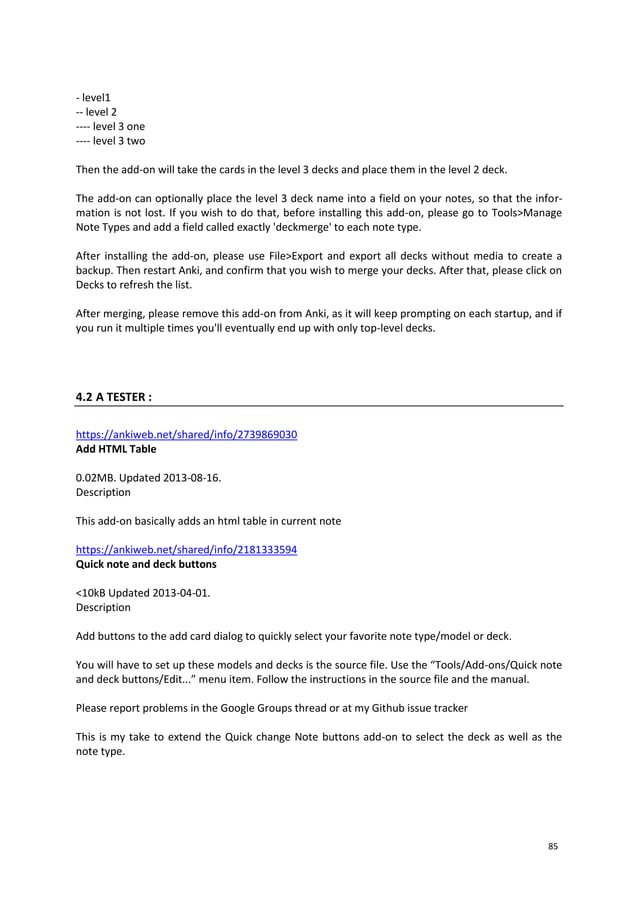 - level1
-- level 2
---- level 3 one
---- level 3 two
Then the add-on will take the cards in the level 3 decks and place them in the level 2 deck.
The add-on can optionally place the level 3 deck name into a field on your notes, so that the infor-
mation is not lost. If you wish to do that, before installing this add-on, please go to Tools>Manage
Note Types and add a field called exactly 'deckmerge' to each note type.
After installing the add-on, please use File>Export and export all decks without media to create a
backup. Then restart Anki, and confirm that you wish to merge your decks. After that, please click on
Decks to refresh the list.
After merging, please remove this add-on from Anki, as it will keep prompting on each startup, and if
you run it multiple times you'll eventually end up with only top-level decks.
4.2 A TESTER :
https://ankiweb.net/shared/info/2739869030
Add HTML Table
0.02MB. Updated 2013-08-16.
Description
This add-on basically adds an html table in current note
https://ankiweb.net/shared/info/2181333594
Quick note and deck buttons
<10kB Updated 2013-04-01.
Description
Add buttons to the add card dialog to quickly select your favorite note type/model or deck.
You will have to set up these models and decks is the source file. Use the “Tools/Add-ons/Quick note
and deck buttons/Edit...” menu item. Follow the instructions in the source file and the manual.
Please report problems in the Google Groups thread or at my Github issue tracker
This is my take to extend the Quick change Note buttons add-on to select the deck as well as the
note type.
85